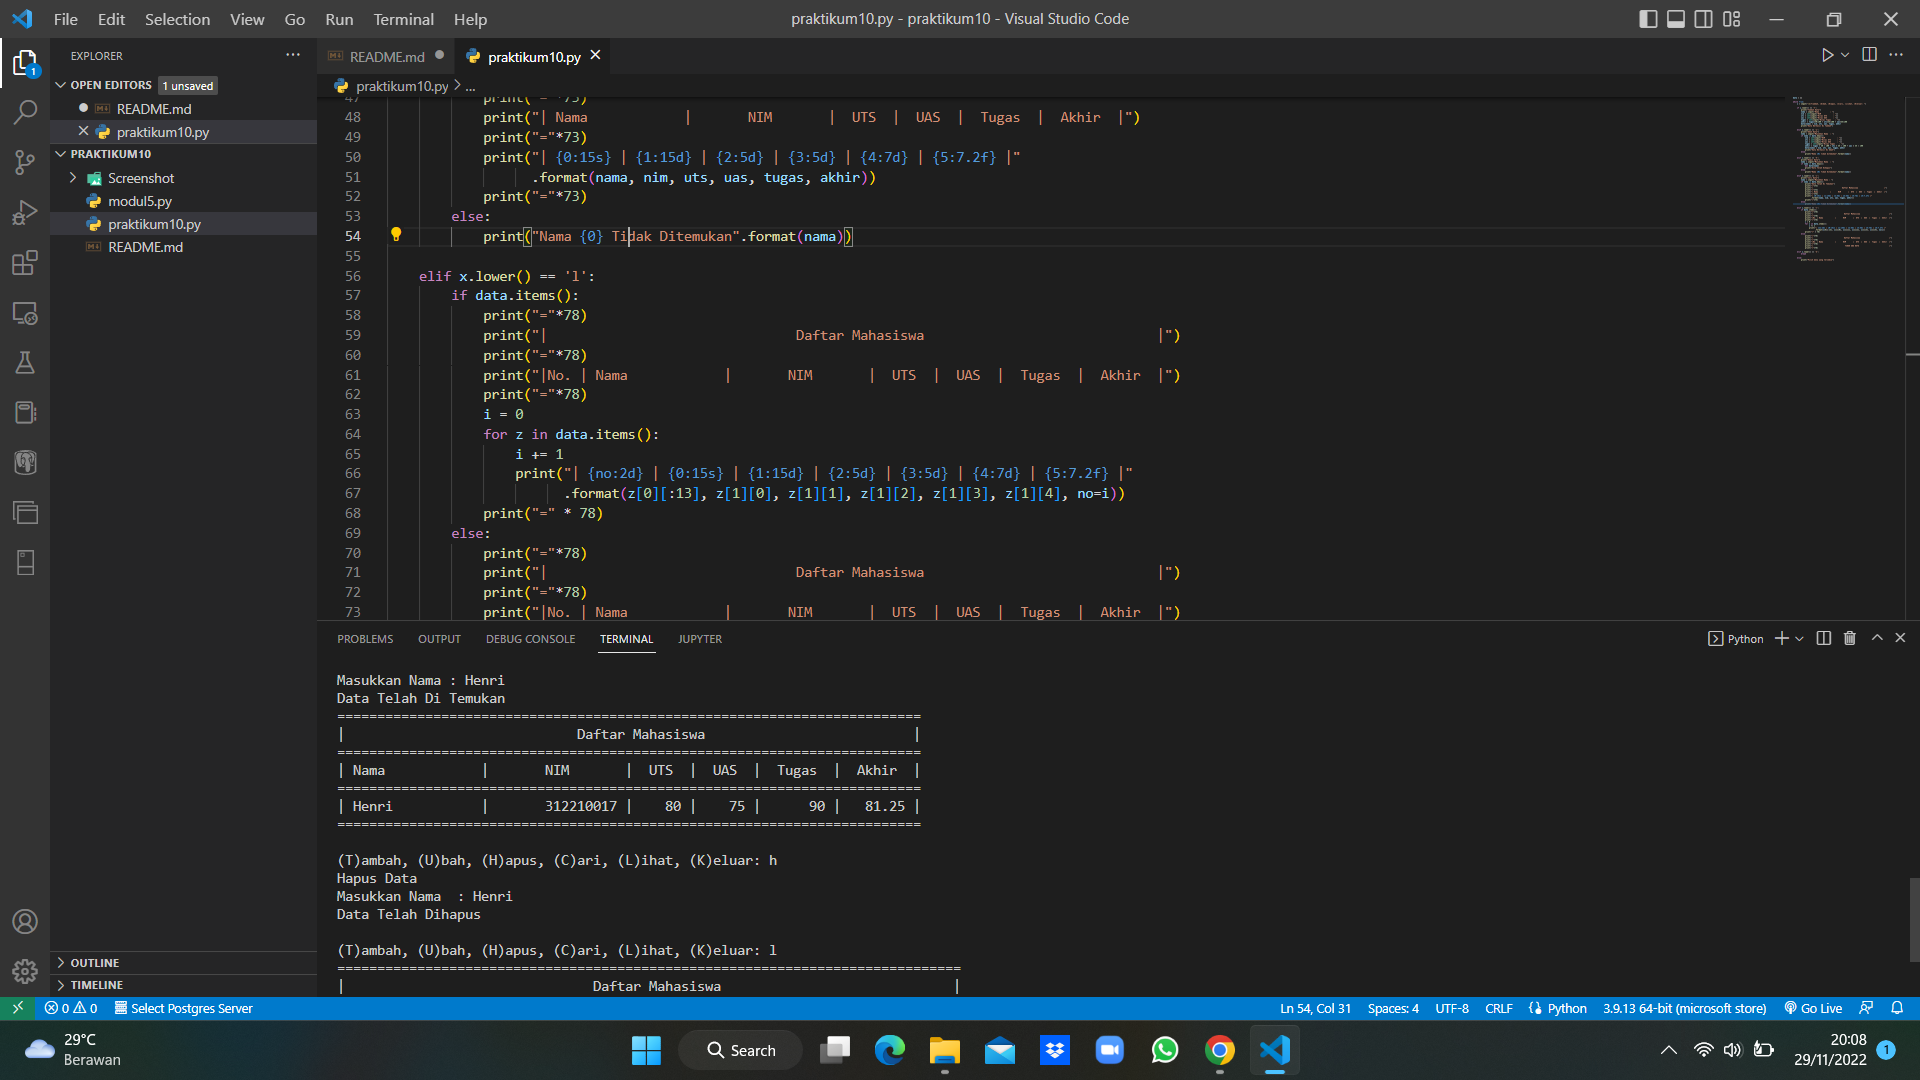 File Edit Selection View Go Run Terminal Help
praktikum10.py - praktikum10 - Visual Studio Code
EXPLORER
OPEN EDITORS 1 unsaved
README.md
praktikum10.py
PRAKTIKUM10
Screenshot
modul5.py
praktikum10.py
README.md
OUTLINE
TIMELINE
README.md praktikum10.py
praktikum10.py > ...
47 print("="*73)
48 print("| Nama | NIM | UTS | UAS | Tugas | Akhir |")
49 print("="*73)
50 print("| {0:15s} | {1:15d} | {2:5d} | {3:5d} | {4:7d} | {5:7.2f} |"
51 .format(nama, nim, uts, uas, tugas, akhir))
52 print("="*73)
53 else:
54 print("Nama {0} Tidak Ditemukan".format(nama))
55
56 elif x.lower() == 'l':
57 if data.items():
58 print("="*78)
59 print("| Daftar Mahasiswa |")
60 print("="*78)
61 print("|No. | Nama | NIM | UTS | UAS | Tugas | Akhir |")
62 print("="*78)
63 i = 0
64 for z in data.items():
65 i += 1
66 print("| {no:2d} | {0:15s} | {1:15d} | {2:5d} | {3:5d} | {4:7d} | {5:7.2f} |"
67 .format(z[0][:13], z[1][0], z[1][1], z[1][2], z[1][3], z[1][4], no=i))
68 print("=" * 78)
69 else:
70 print("="*78)
71 print("| Daftar Mahasiswa |")
72 print("="*78)
73 print("|No. | Nama | NIM | UTS | UAS | Tugas | Akhir |")
PROBLEMS OUTPUT DEBUG CONSOLE TERMINAL JUPYTER
Python
Masukkan Nama : Henri
Data Telah Di Temukan
=========================================================================
| Daftar Mahasiswa |
=========================================================================
| Nama | NIM | UTS | UAS | Tugas | Akhir |
=========================================================================
| Henri | 312210017 | 80 | 75 | 90 | 81.25 |
=========================================================================
(T)ambah, (U)bah, (H)apus, (C)ari, (L)ihat, (K)eluar: h
Hapus Data
Masukkan Nama : Henri
Data Telah Dihapus
(T)ambah, (U)bah, (H)apus, (C)ari, (L)ihat, (K)eluar: l
==============================================================================
| Daftar Mahasiswa |
0 0 Select Postgres Server
Ln 54, Col 31 Spaces: 4 UTF-8 CRLF Python 3.9.13 64-bit (microsoft store) Go Live
29°C
Berawan
Search
20:08
29/11/2022
1